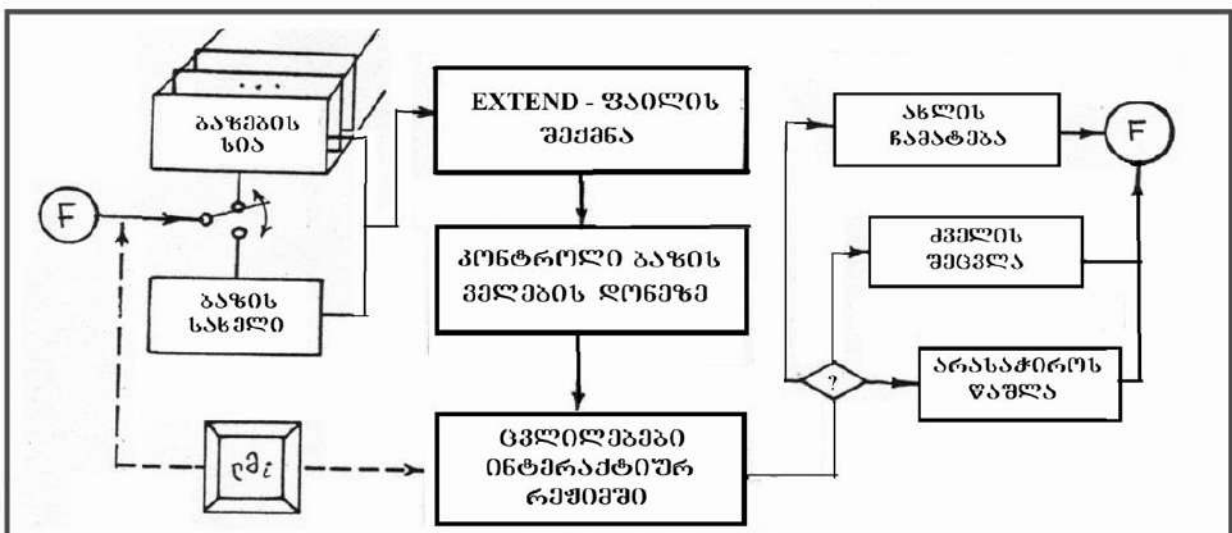 ბაზების
სია
F
ბაზის
სახელი
ლმი
EXTEND - ფაილის
შექმნა
კონტროლი ბაზის
ველების დონეზე
ცვლილებები
ინტერაქტიურ
რეჟიმში
?
ახლის
ჩამატება
ძველის
შეცვლა
არასაჭიროს
წაშლა
F